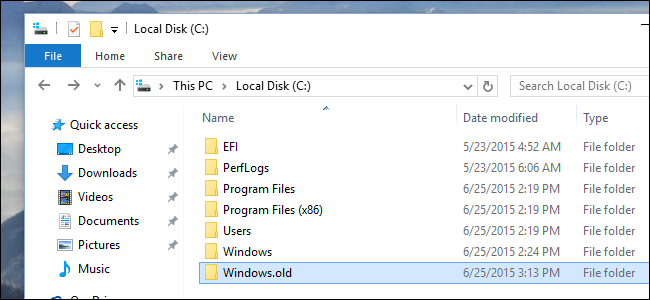 Local Disk (C:)
File Home Share View
This PC Local Disk (C:) Search Local Disk (C:)
Name Date modified Type
Quick access
Desktop
Downloads
Videos
Documents
Pictures
Music
EFI 5/23/2015 4:52 AM File folder
PerfLogs 5/23/2015 6:06 AM File folder
Program Files 6/25/2015 2:19 PM File folder
Program Files (x86) 6/25/2015 2:19 PM File folder
Users 6/25/2015 2:19 PM File folder
Windows 6/25/2015 2:24 PM File folder
Windows.old 6/25/2015 3:13 PM File folder